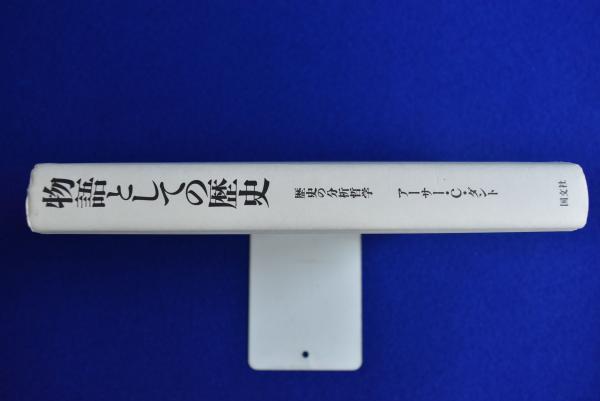 物語としての歴史
歴史の分析哲学
アーサー・C・ダント
国文社